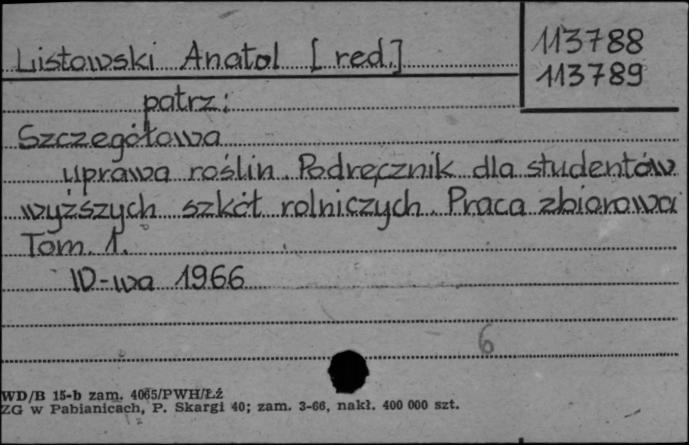 Listowski Anatol [red.]
113788
113789
patrz:
Szczegółowa
uprawa roślin. Podręcznik dla studentów
wyższych szkół rolniczych. Praca zbiorowa
Tom. 1.
W-wa 1966
6
WD/B 15-b zam. 4065/PWH/Łź
ZG w Pabianicach, P. Skargi 40; zam. 3-66, nakł. 400 000 szt.